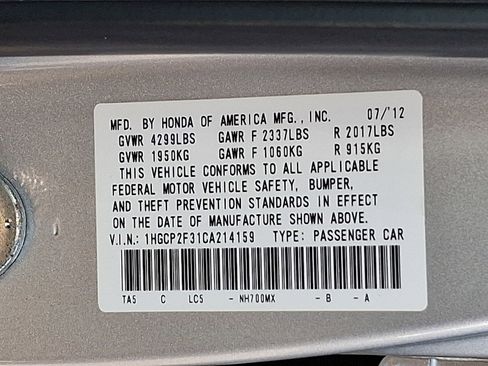 MFD. BY HONDA OF AMERICA MFG., INC. 07/'12
GVWR 4299LBS GAWR F 2337LBS R 2017LBS
GVWR 1950KG GAWR F 1060KG R 915KG
THIS VEHICLE CONFORMS TO ALL APPLICABLE
FEDERAL MOTOR VEHICLE SAFETY, BUMPER,
AND THEFT PREVENTION STANDARDS IN EFFECT
ON THE DATE OF MANUFACTURE SHOWN ABOVE.
V.I.N.: 1HGCP2F31CA214159 TYPE: PASSENGER CAR
TA5 C LC5 - NH700MX - B - A